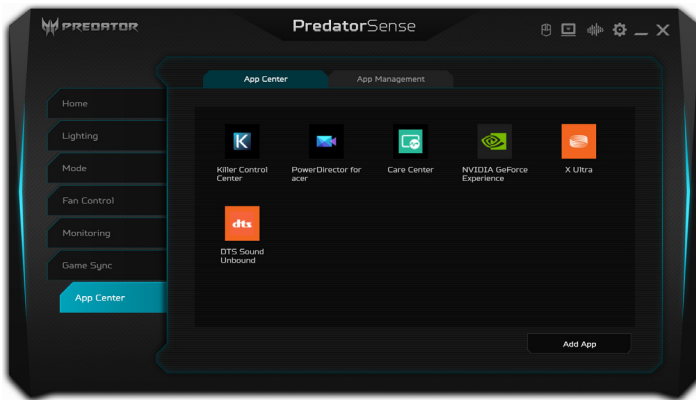 PREDATOR
PredatorSense
App Center
App Management
Home
Lighting
Mode
Fan Control
Monitoring
Game Sync
App Center
K
Killer Control
Center
PowerDirector for
acer
Care Center
NVIDIA GeForce
Experience
X Ultra
dts
DTS Sound
Unbound
Add App